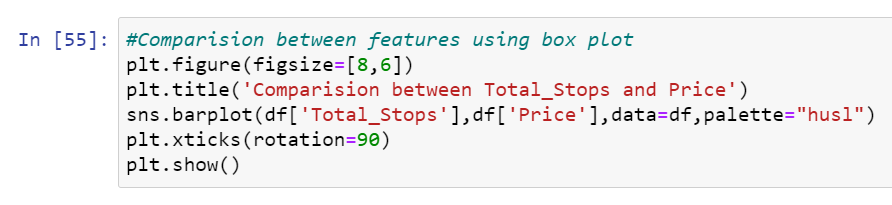 In [55]: #Comparision between features using box plot
plt.figure(figsize=[8,6])
plt.title('Comparision between Total_Stops and Price')
sns.barplot(df['Total_Stops'],df['Price'],data=df,palette="husl")
plt.xticks(rotation=90)
plt.show()